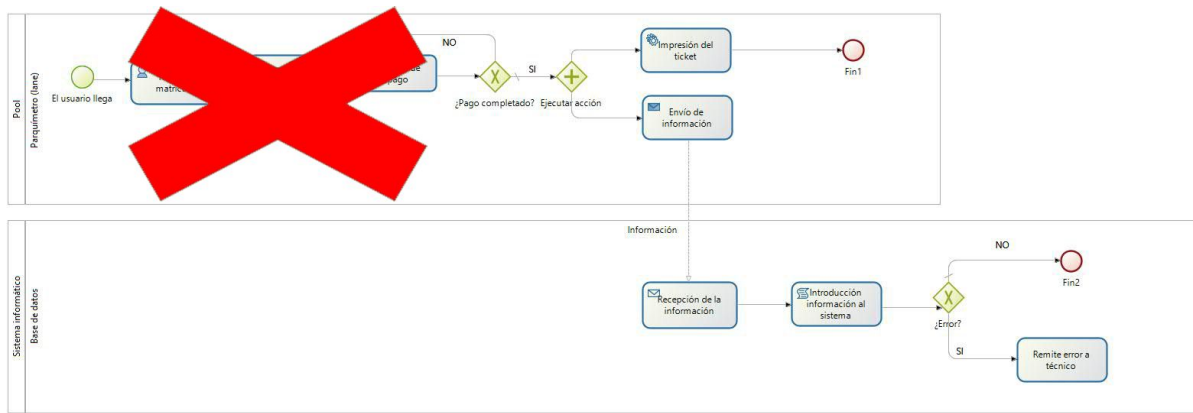 Pool
Parquímetro (lane)
El usuario llega
NO
¿Pago completado?
SI
Ejecutar acción
Impresión del
ticket
Fin1
Envío de
información
Información
Sistema informático
Base de datos
Recepción de la
información
Introducción
información al
sistema
¿Error?
NO
Fin2
SI
Remite error a
técnico